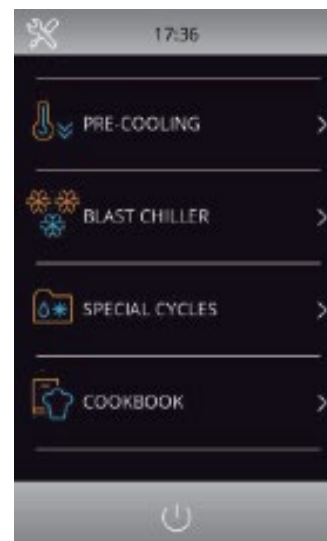 17:36
PRE-COOLING
BLAST CHILLER
SPECIAL CYCLES
COOKBOOK